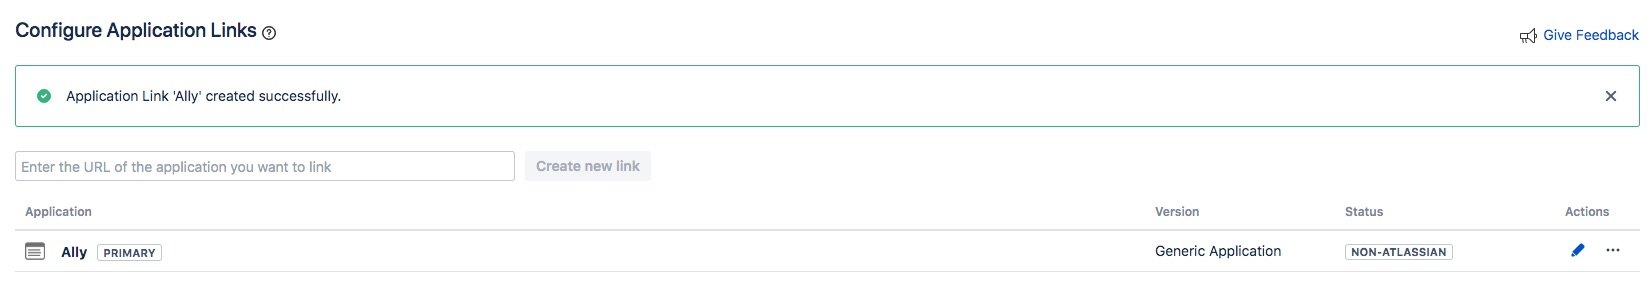 Configure Application Links
Give Feedback
Application Link 'Ally' created successfully.
Enter the URL of the application you want to link
Create new link
Application Version Status Actions
Ally PRIMARY Generic Application NON-ATLASSIAN